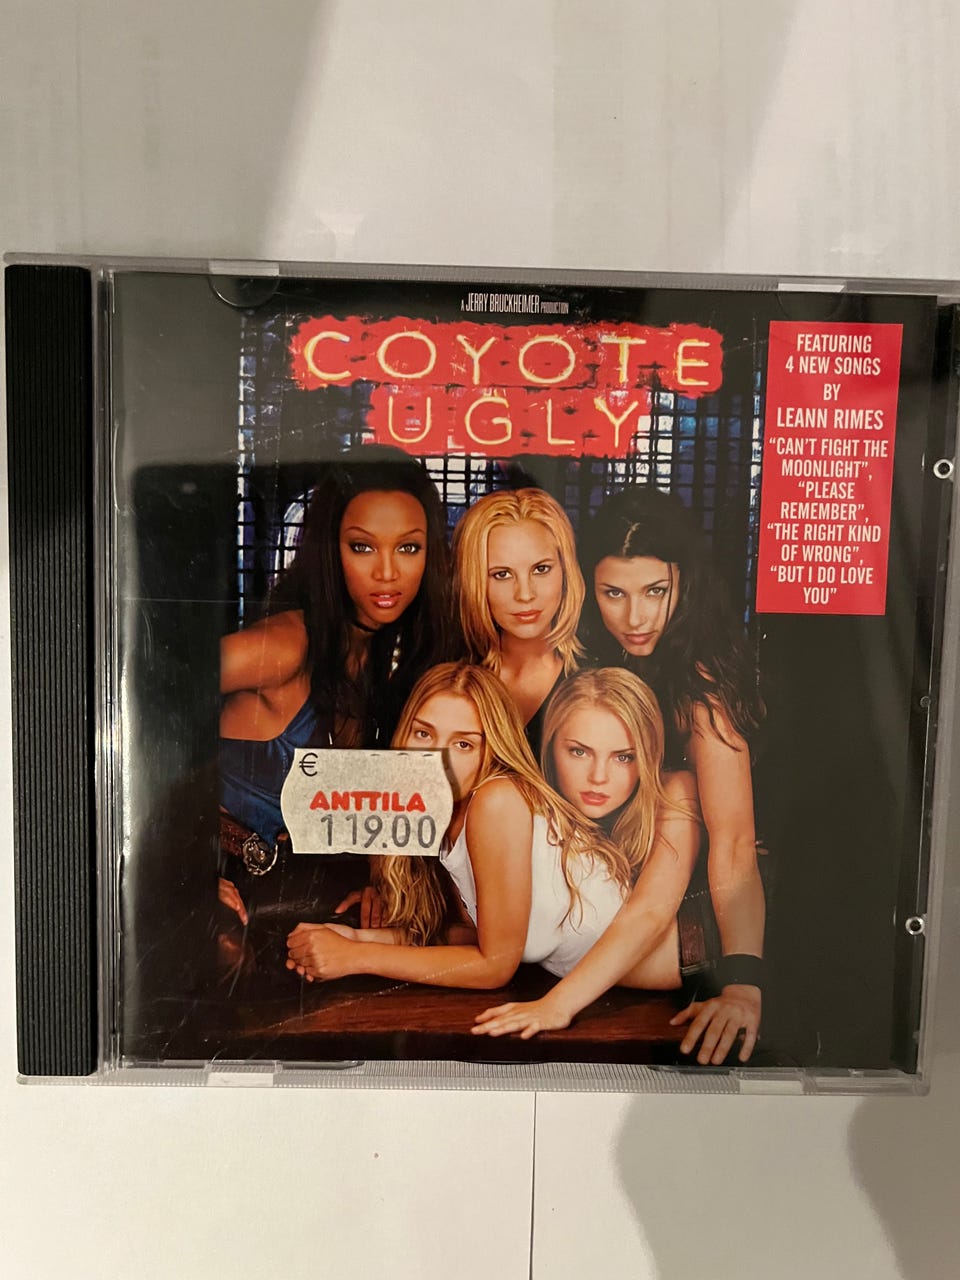 A JERRY BRUCKHEIMER PRODUCTION
COYOTE
UGLY
FEATURING
4 NEW SONGS
BY
LEANN RIMES
“CAN’T FIGHT THE
MOONLIGHT”,
“PLEASE
REMEMBER”,
“THE RIGHT KIND
OF WRONG”,
“BUT I DO LOVE
YOU”
€
ANTTILA
119.00